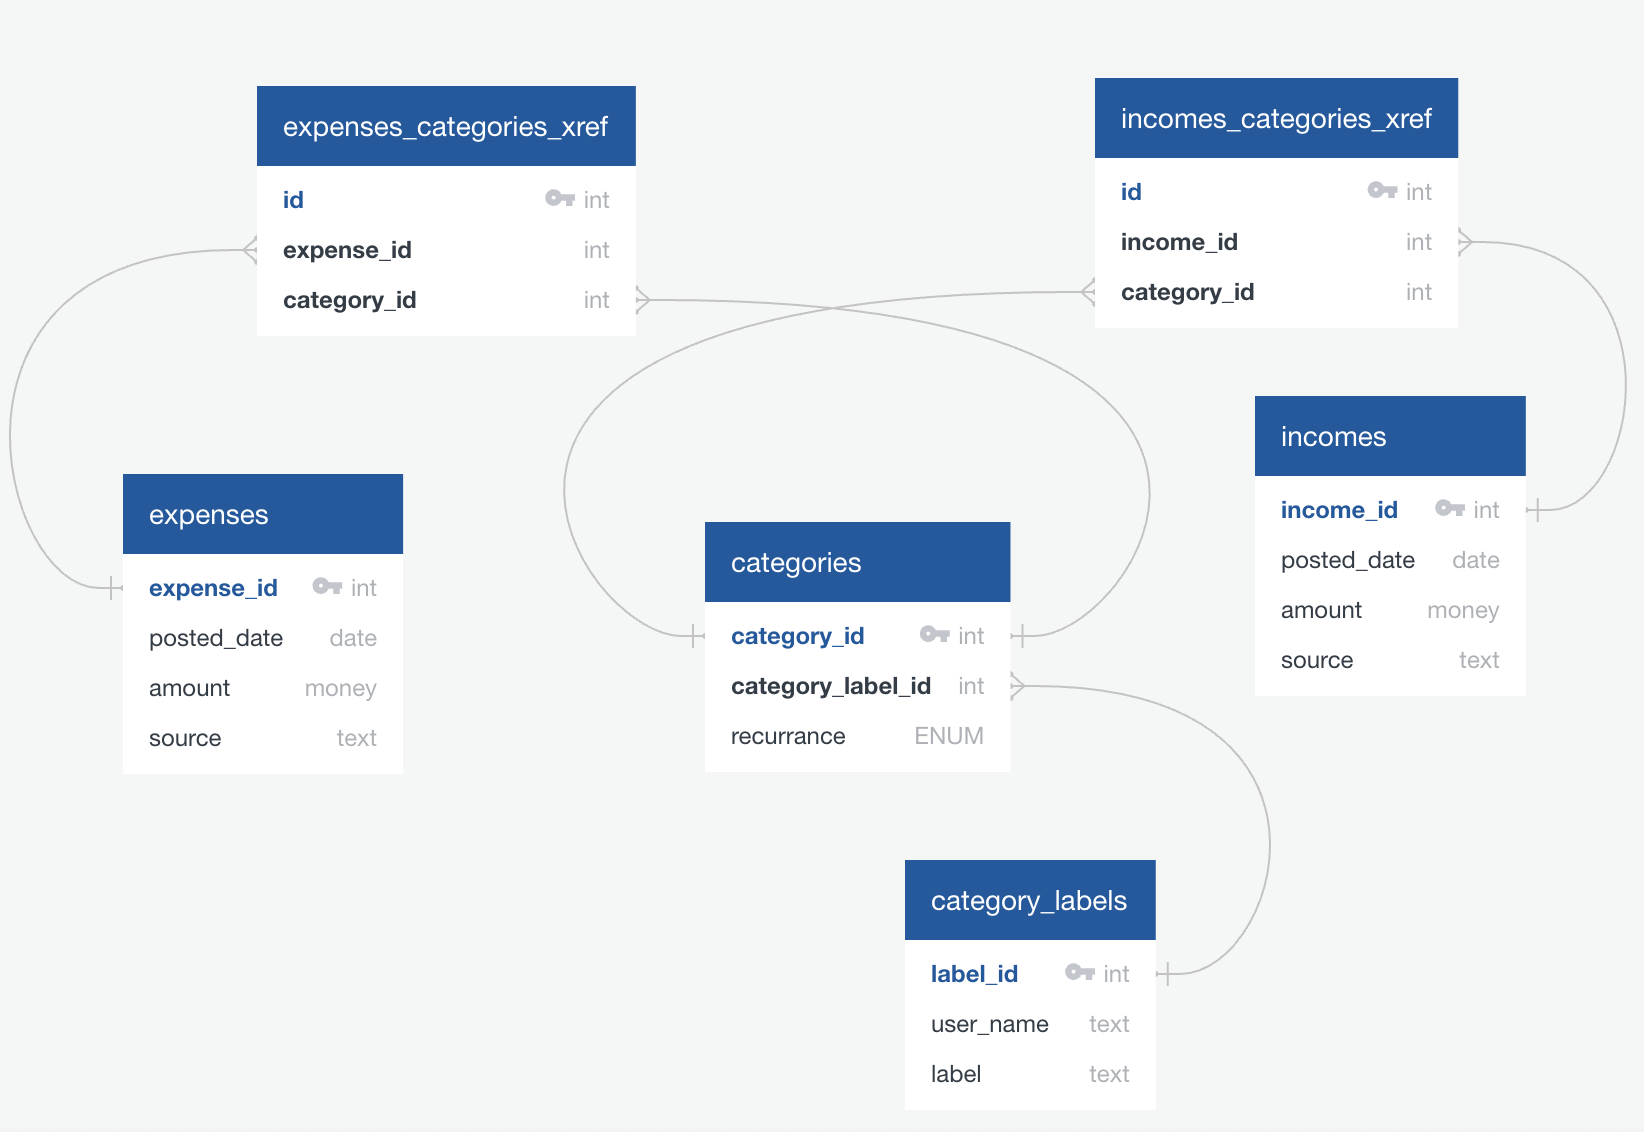 expenses_categories_xref
id int
expense_id int
category_id int
incomes_categories_xref
id int
income_id int
category_id int
expenses
expense_id int
posted_date date
amount money
source text
categories
category_id int
category_label_id int
recurrance ENUM
incomes
income_id int
posted_date date
amount money
source text
category_labels
label_id int
user_name text
label text